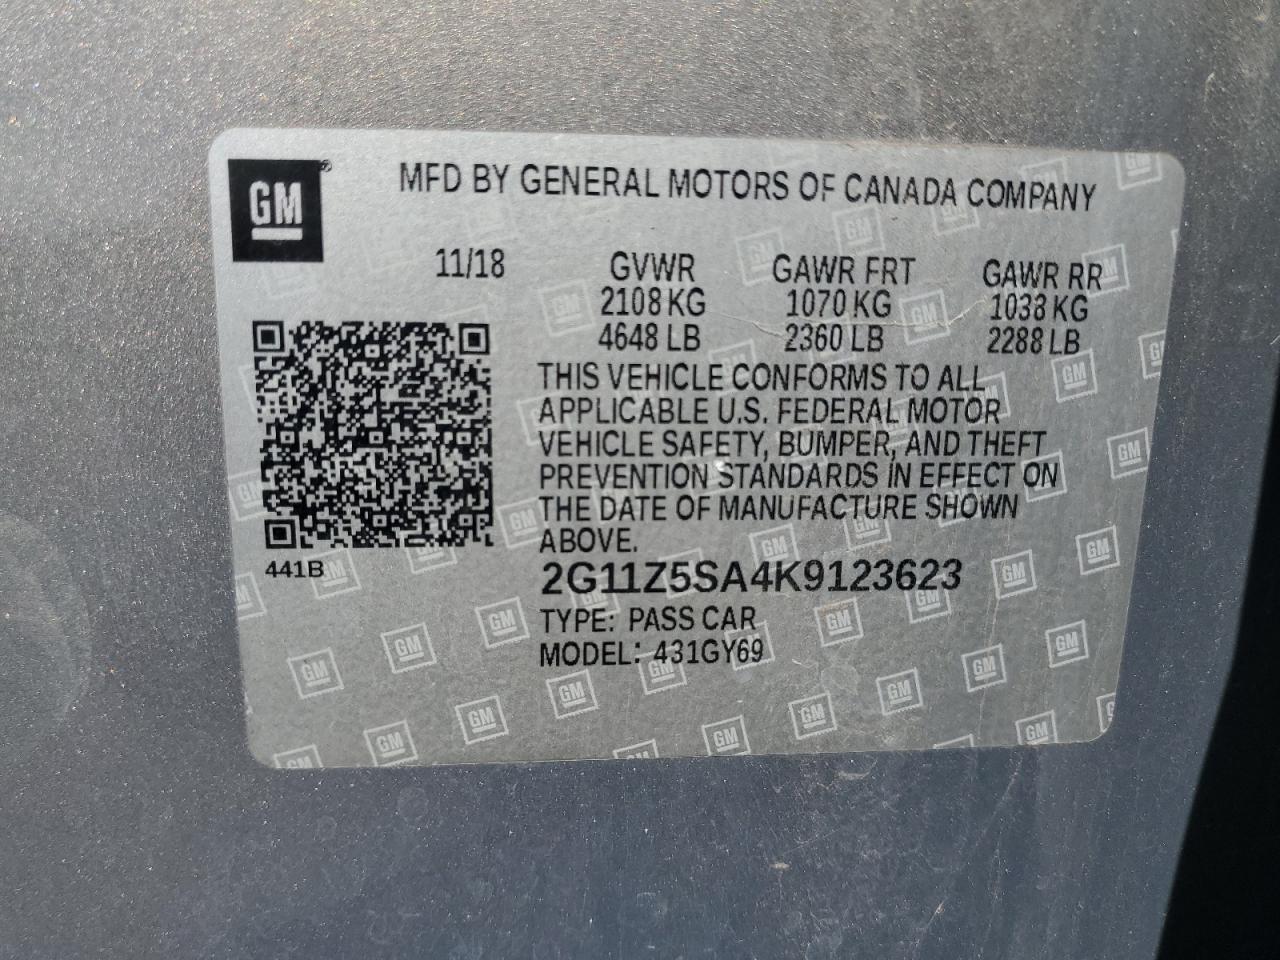 GM®
MFD BY GENERAL MOTORS OF CANADA COMPANY
11/18 GVWR GAWR FRT GAWR RR
2108 KG 1070 KG 1038 KG
4648 LB 2360 LB 2288 LB
THIS VEHICLE CONFORMS TO ALL
APPLICABLE U.S. FEDERAL MOTOR
VEHICLE SAFETY, BUMPER, AND THEFT
PREVENTION STANDARDS IN EFFECT ON
THE DATE OF MANUFACTURE SHOWN
ABOVE.
441B
2G11Z5SA4K9123623
TYPE: PASS CAR
MODEL: 431GY69